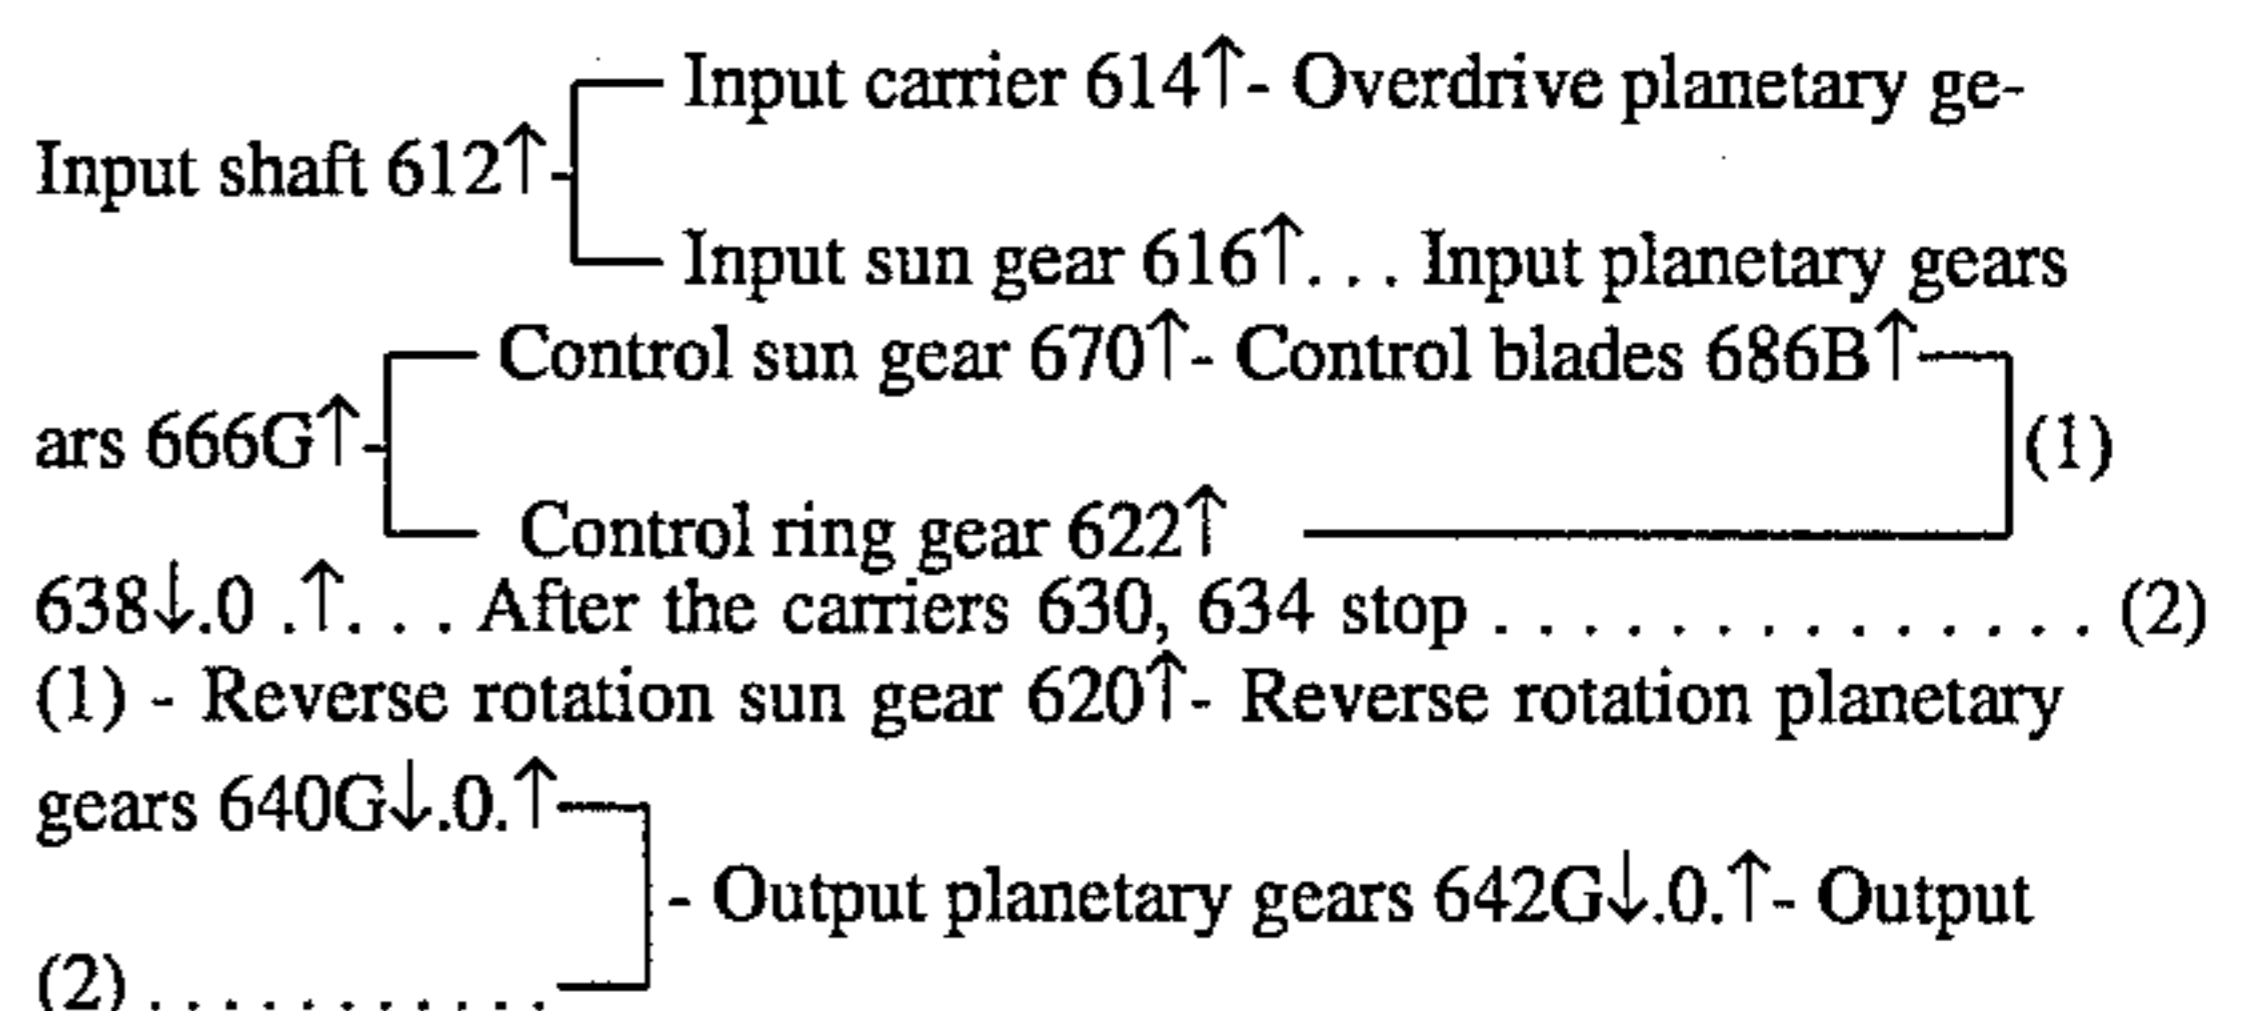 Input carrier 614↑- Overdrive planetary ge-
Input shaft 612↑-
Input sun gear 616↑. . . Input planetary gears
Control sun gear 670↑- Control blades 686B↑
ars 666G↑- (1)
Control ring gear 622↑
638↓.0 .↑. . . After the carriers 630, 634 stop . . . . . . . . . . . . . . (2)
(1) - Reverse rotation sun gear 620↑- Reverse rotation planetary
gears 640G↓.0.↑
- Output planetary gears 642G↓.0.↑- Output
(2) . . . . . . . . . . .